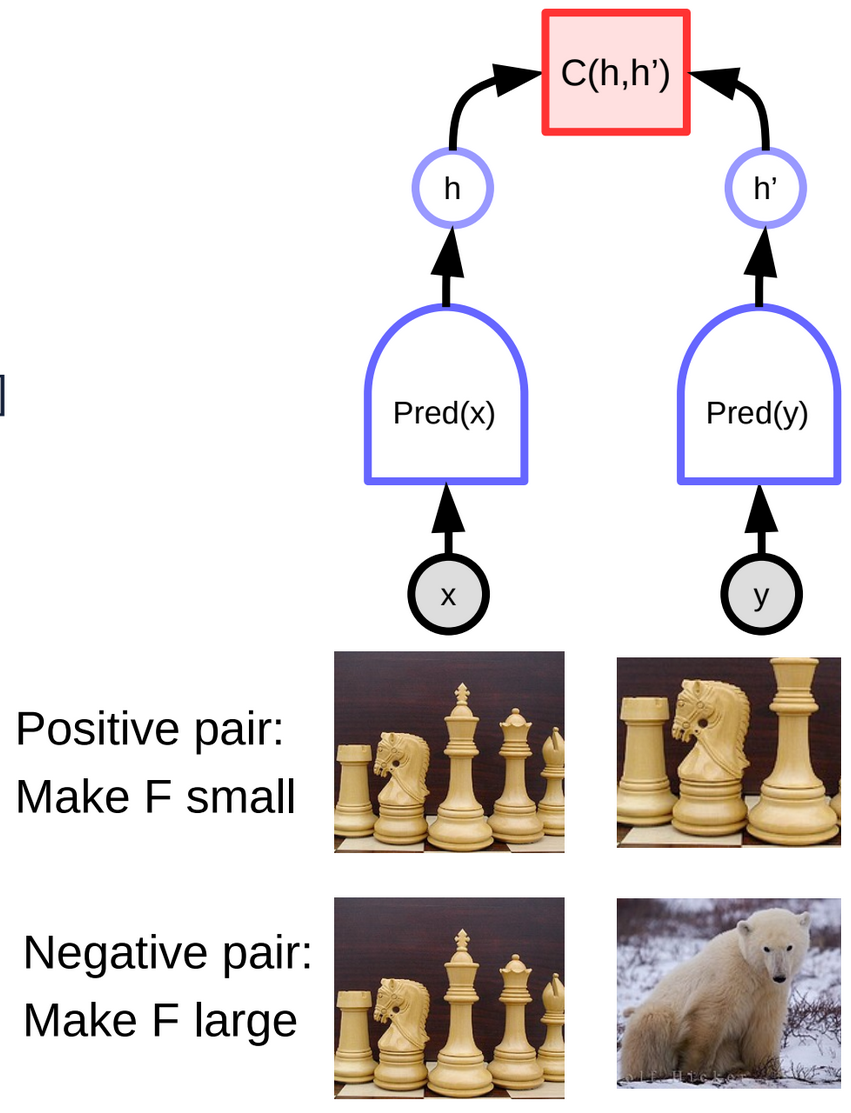 C(h,h’)
h
h’
]
Pred(x)
Pred(y)
x
y
Positive pair:
Make F small
Negative pair:
Make F large